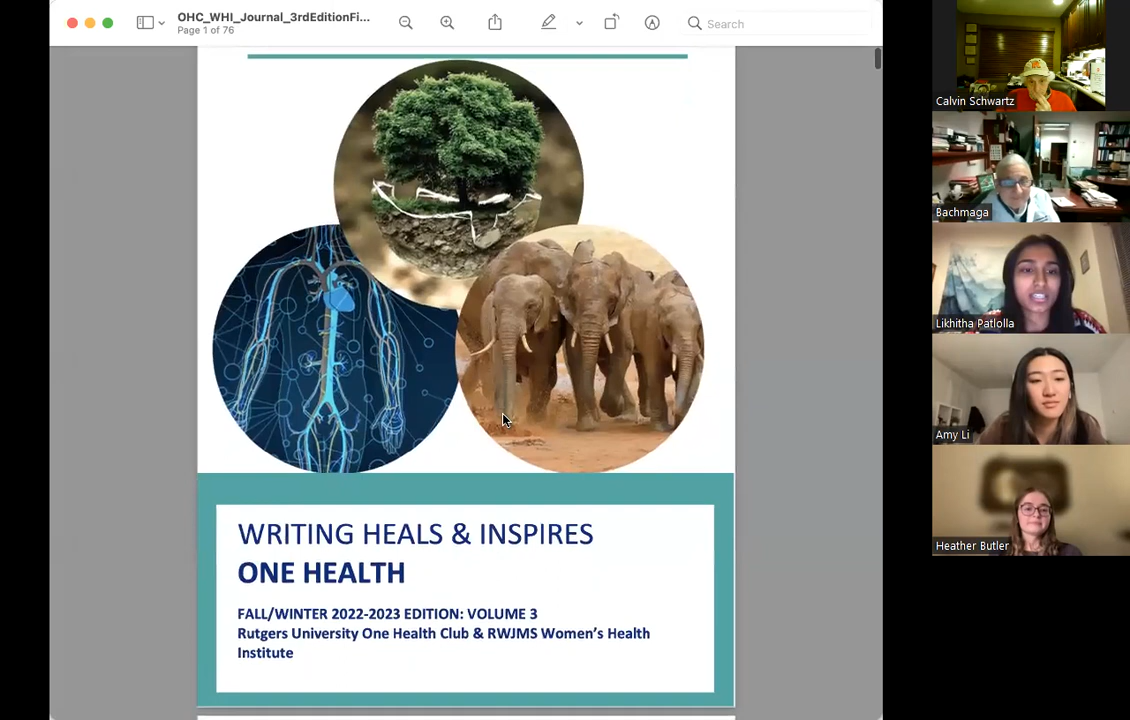 OHC_WHI_Journal_3rdEditionFi...
Page 1 of 76
Search
WRITING HEALS & INSPIRES
ONE HEALTH
FALL/WINTER 2022-2023 EDITION: VOLUME 3
Rutgers University One Health Club & RWJMS Women's Health
Institute
Calvin Schwartz
Bachmaga
Likhitha Patlolla
Amy Li
Heather Butler